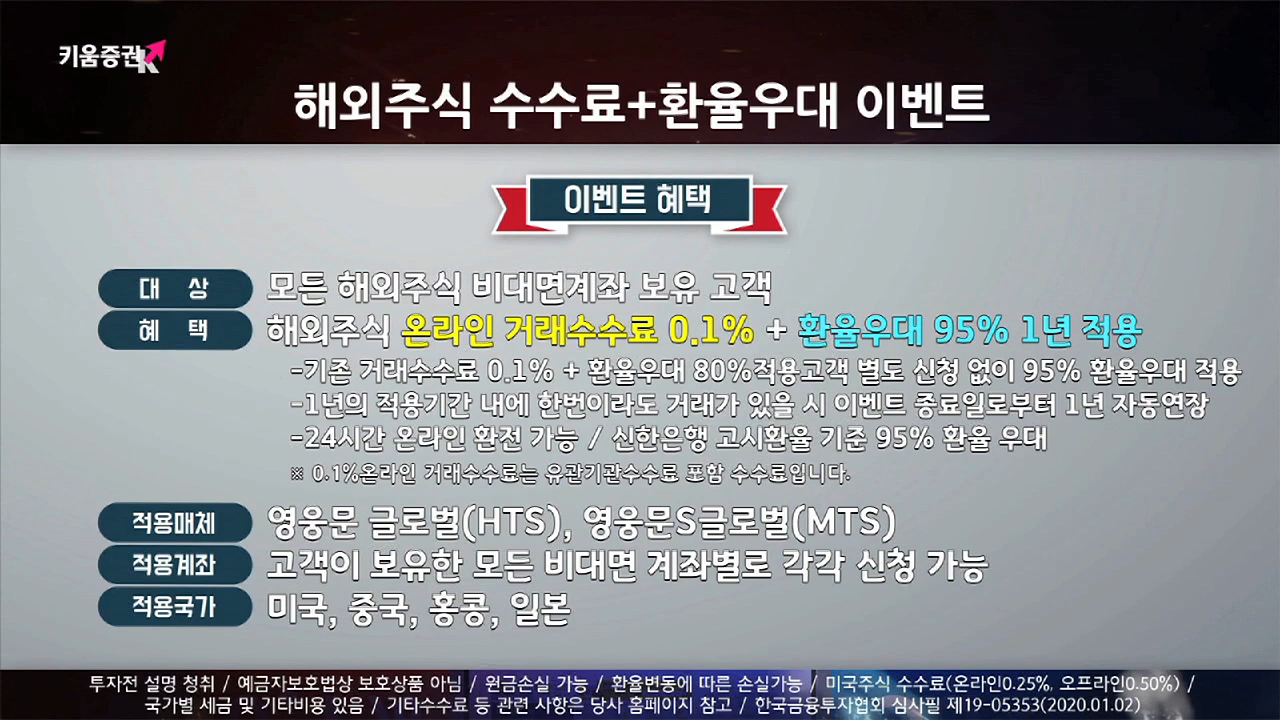 키움증권
해외주식 수수료+환율우대 이벤트
이벤트 혜택
대 상 모든 해외주식 비대면계좌 보유 고객
혜 택 해외주식 온라인 거래수수료 0.1% + 환율우대 95% 1년 적용
-기존 거래수수료 0.1% + 환율우대 80%적용고객 별도 신청 없이 95% 환율우대 적용
-1년의 적용기간 내에 한번이라도 거래가 있을 시 이벤트 종료일로부터 1년 자동연장
-24시간 온라인 환전 가능 / 신한은행 고시환율 기준 95% 환율 우대
※ 0.1%온라인 거래수수료는 유관기관수수료 포함 수수료입니다.
적용매체 영웅문 글로벌(HTS), 영웅문S글로벌(MTS)
적용계좌 고객이 보유한 모든 비대면 계좌별로 각각 신청 가능
적용국가 미국, 중국, 홍콩, 일본
투자전 설명 청취 / 예금자보호법상 보호상품 아님 / 원금손실 가능 / 환율변동에 따른 손실가능 / 미국주식 수수료(온라인0.25%, 오프라인0.50%) /
국가별 세금 및 기타비용 있음 / 기타수수료 등 관련 사항은 당사 홈페이지 참고 / 한국금융투자협회 심사필 제19-05353(2020.01.02)